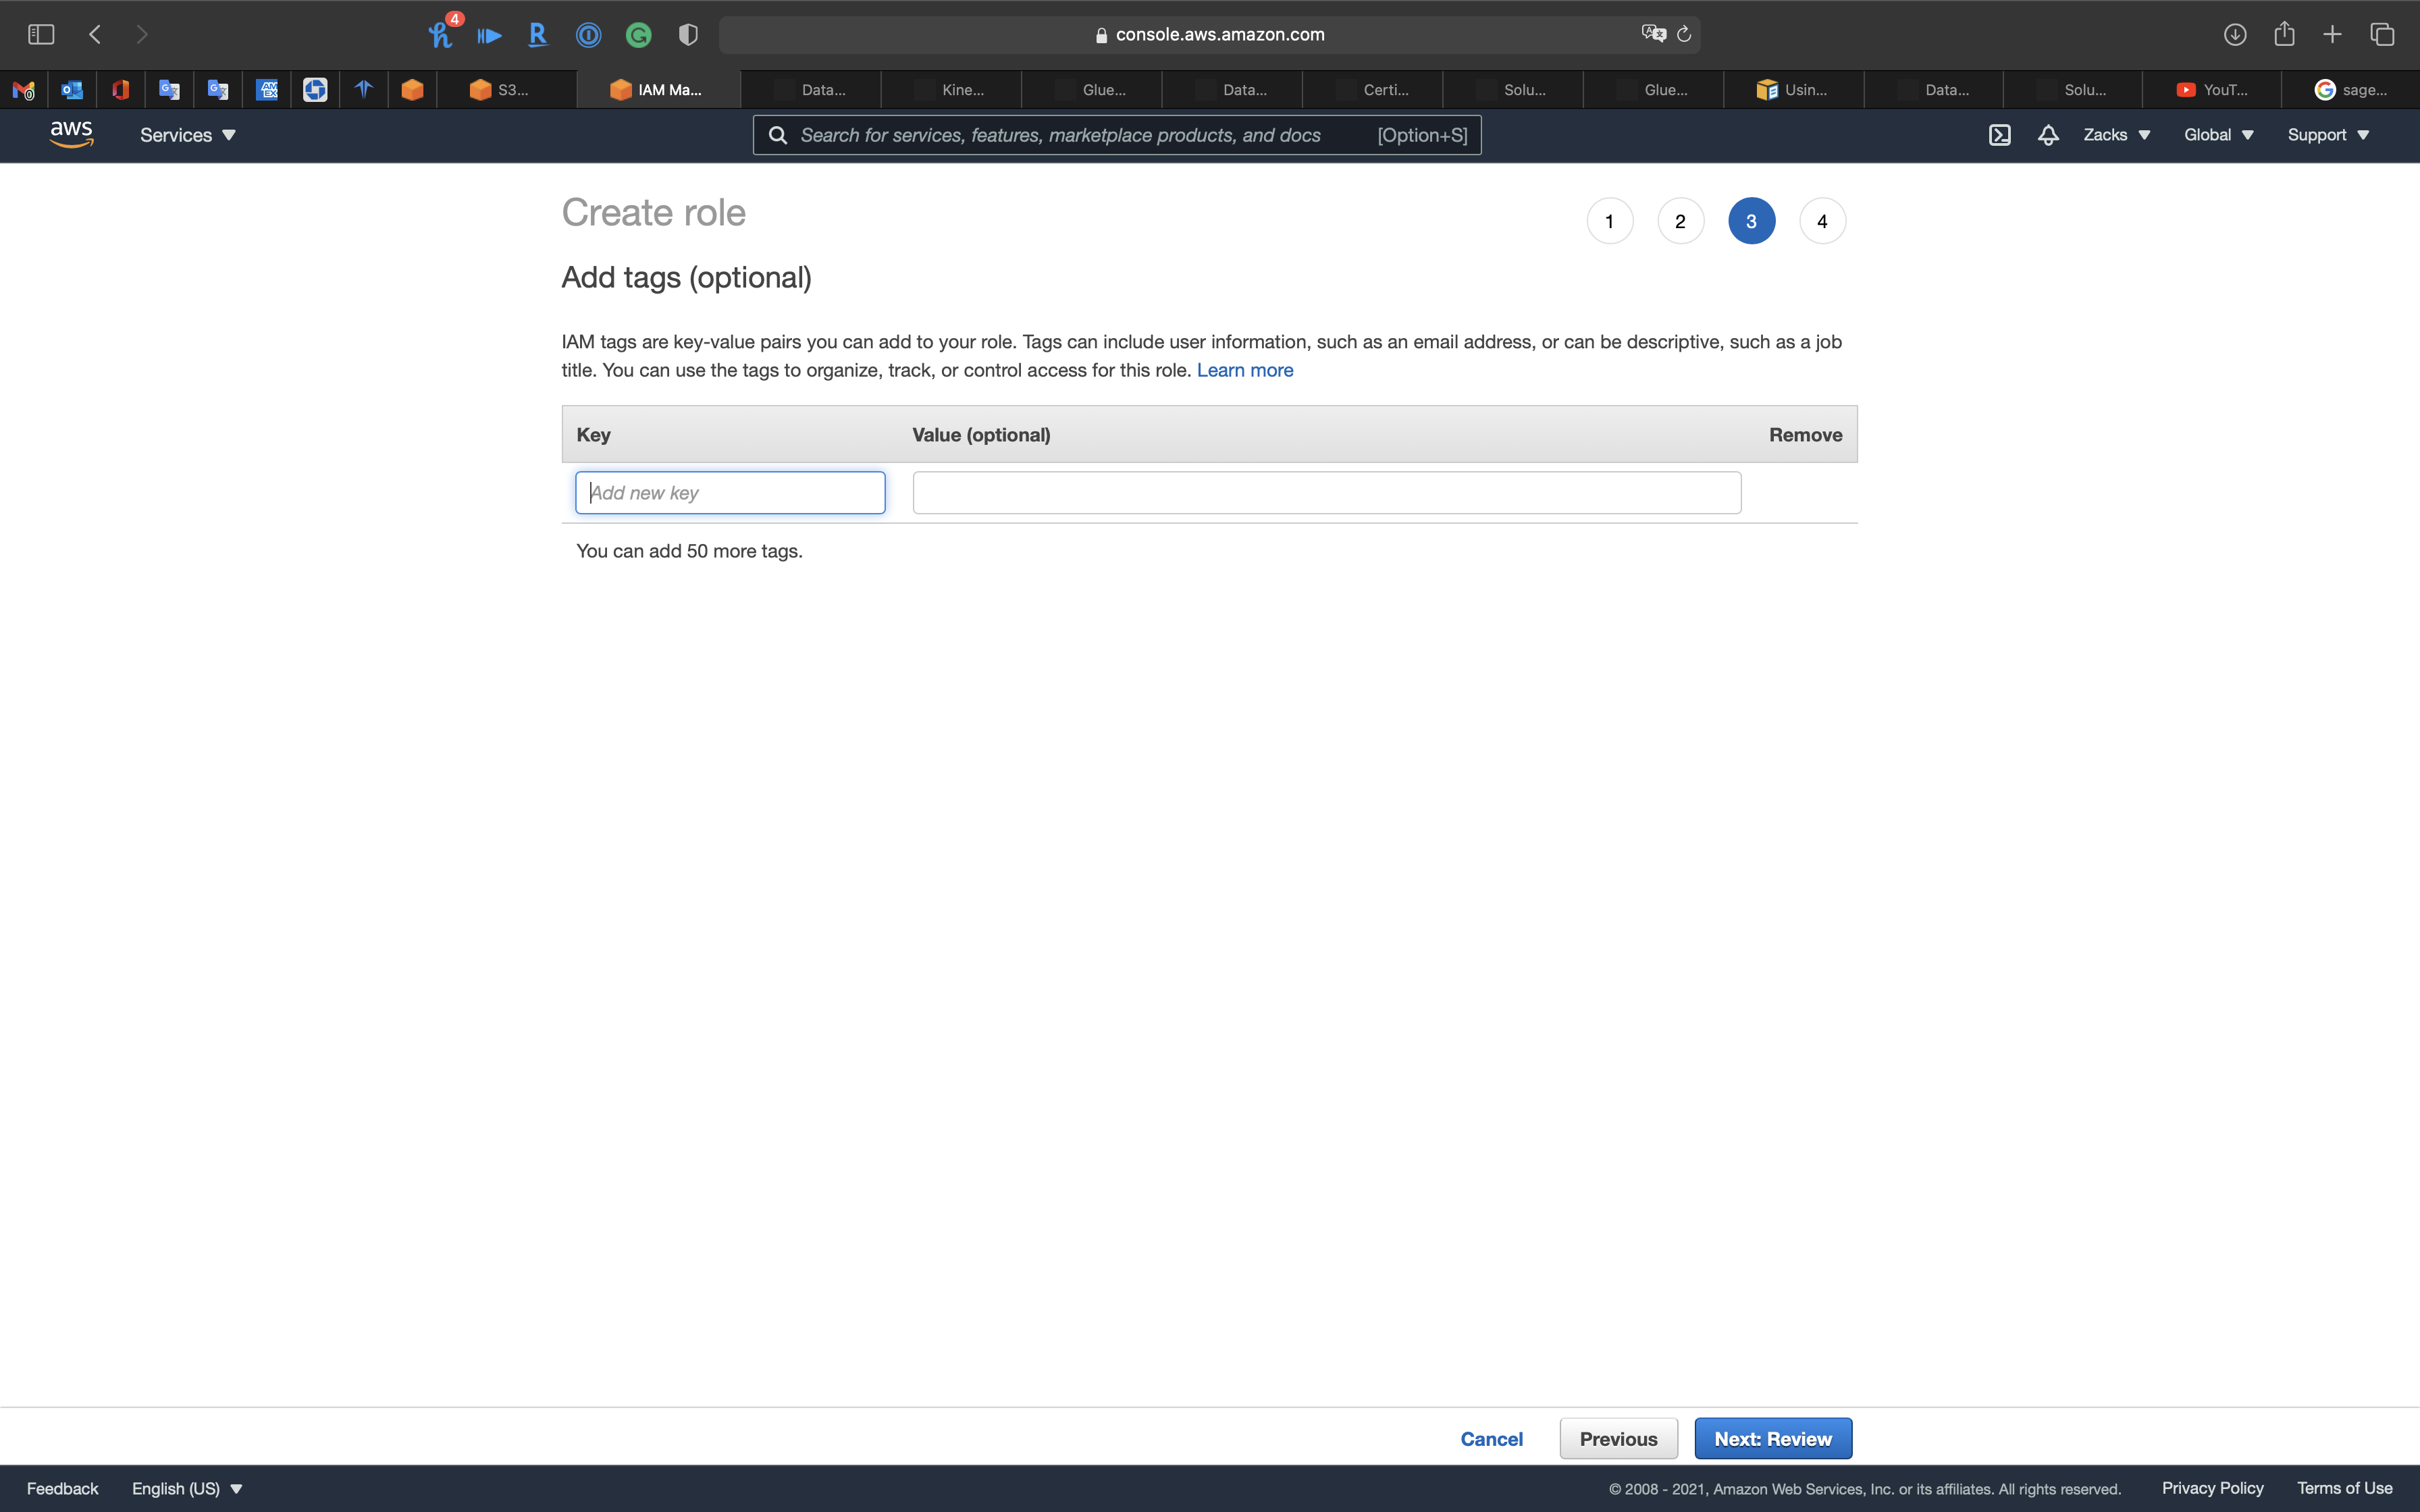 4
console.aws.amazon.com
S3...
IAM Ma...
Data...
Kine...
Glue...
Data...
Certi...
Solu...
Glue...
Usin...
Data...
Solu...
YouT...
sage...
aws
Services
Search for services, features, marketplace products, and docs [Option+S]
Zacks
Global
Support
Create role
1 2 3 4
Add tags (optional)
IAM tags are key-value pairs you can add to your role. Tags can include user information, such as an email address, or can be descriptive, such as a job
title. You can use the tags to organize, track, or control access for this role. Learn more
Key Value (optional) Remove
Add new key
You can add 50 more tags.
Cancel Previous Next: Review
Feedback English (US) © 2008 - 2021, Amazon Web Services, Inc. or its affiliates. All rights reserved. Privacy Policy Terms of Use